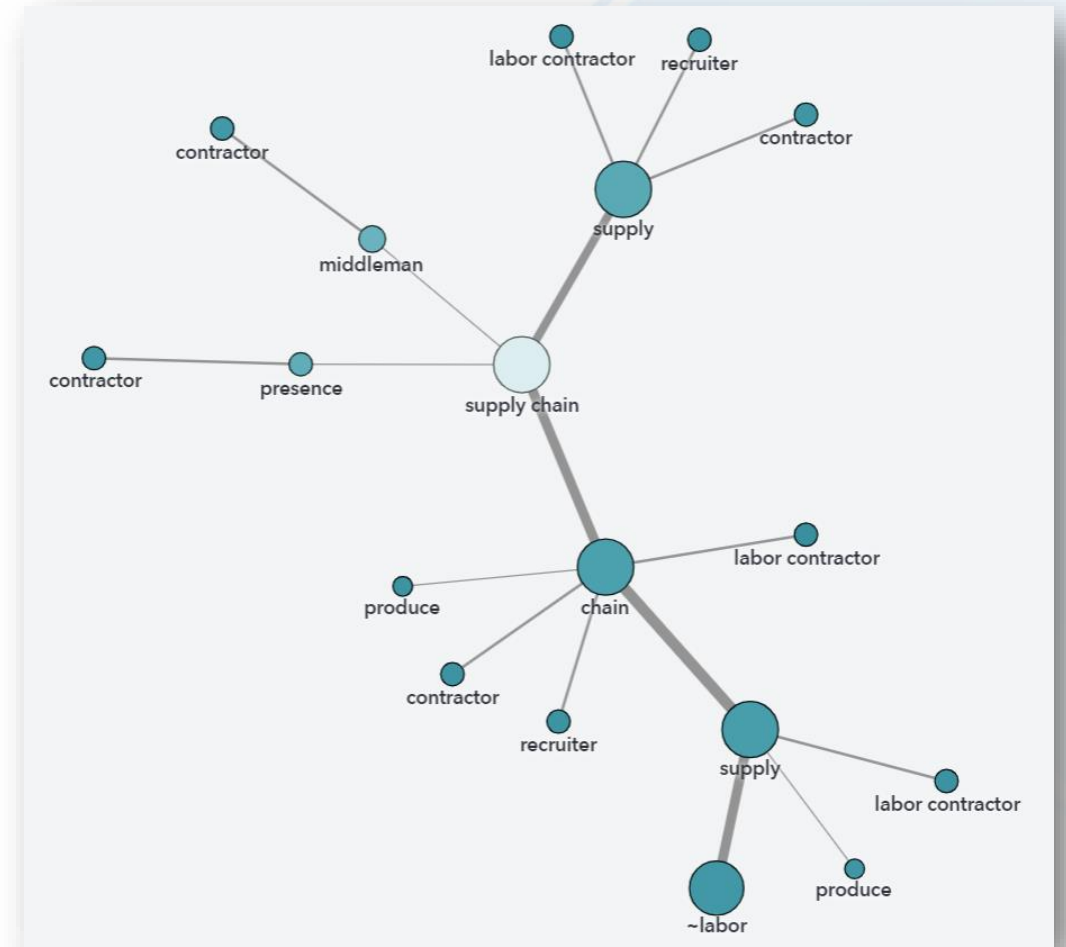 labor contractor
recruiter
contractor
contractor
supply
middleman
contractor
presence
supply chain
labor contractor
produce
chain
contractor
recruiter
supply
labor contractor
produce
~labor